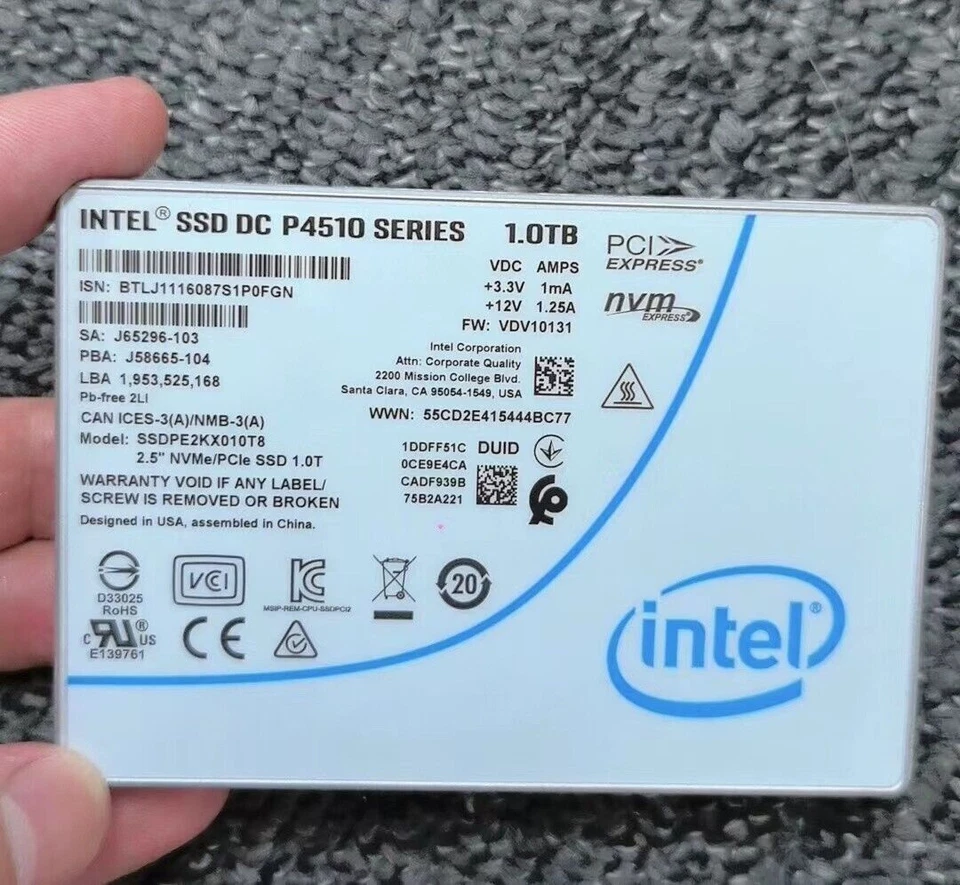 INTEL® SSD DC P4510 SERIES 1.0TB
PCI EXPRESS®
nvm EXPRESS®
ISN: BTLJ1116087S1P0FGN
SA: J65296-103
PBA: J58665-104
LBA 1,953,525,168
Pb-free 2LI
CAN ICES-3(A)/NMB-3(A)
Model: SSDPE2KX010T8
2.5" NVMe/PCIe SSD 1.0T
WARRANTY VOID IF ANY LABEL/
SCREW IS REMOVED OR BROKEN
Designed in USA, assembled in China.
VDC AMPS
+3.3V 1mA
+12V 1.25A
FW: VDV10131
Intel Corporation
Attn: Corporate Quality
2200 Mission College Blvd.
Santa Clara, CA 95054-1549, USA
WWN: 55CD2E415444BC77
1DDFF51C DUID
0CE9E4CA
CADF939B
75B2A221
D33025
RoHS
VCCI
KC
MSIP-REM-CPU-SSDPCI2
20
c RU® US
E139761
CE
intel®